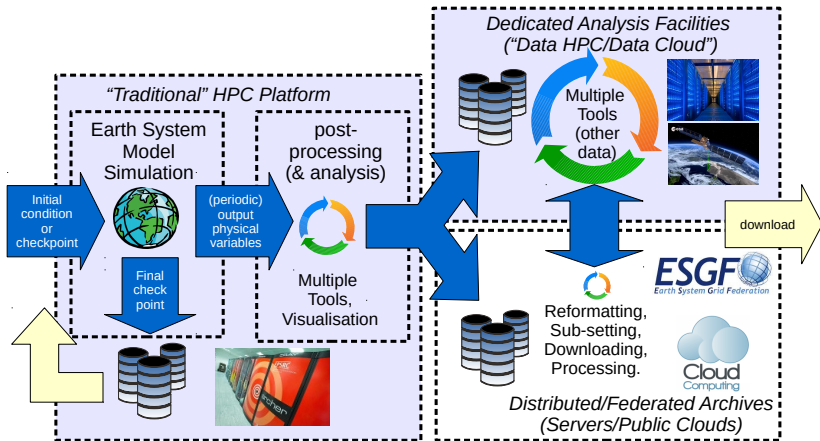 Dedicated Analysis Facilities
(“Data HPC/Data Cloud”)
Multiple
Tools
(other
data)
esa
“Traditional” HPC Platform
Earth System
Model
Simulation
post-
processing
(& analysis)
Initial
condition
or
checkpoint
(periodic)
output
physical
variables
Final
check
point
Multiple
Tools,
Visualisation
archer
download
ESGF
Earth System Grid Federation
Reformatting,
Sub-setting,
Downloading,
Processing.
Cloud
Computing
Distributed/Federated Archives
(Servers/Public Clouds)